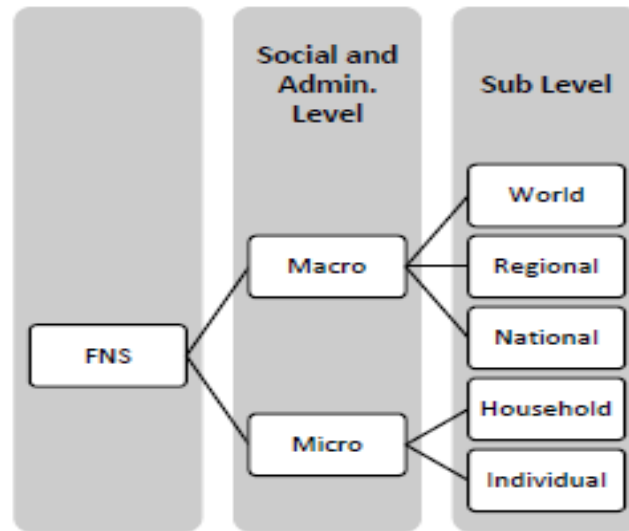 Social and
Admin.
Level
Sub Level
World
Macro
Regional
National
FNS
Household
Micro
Individual